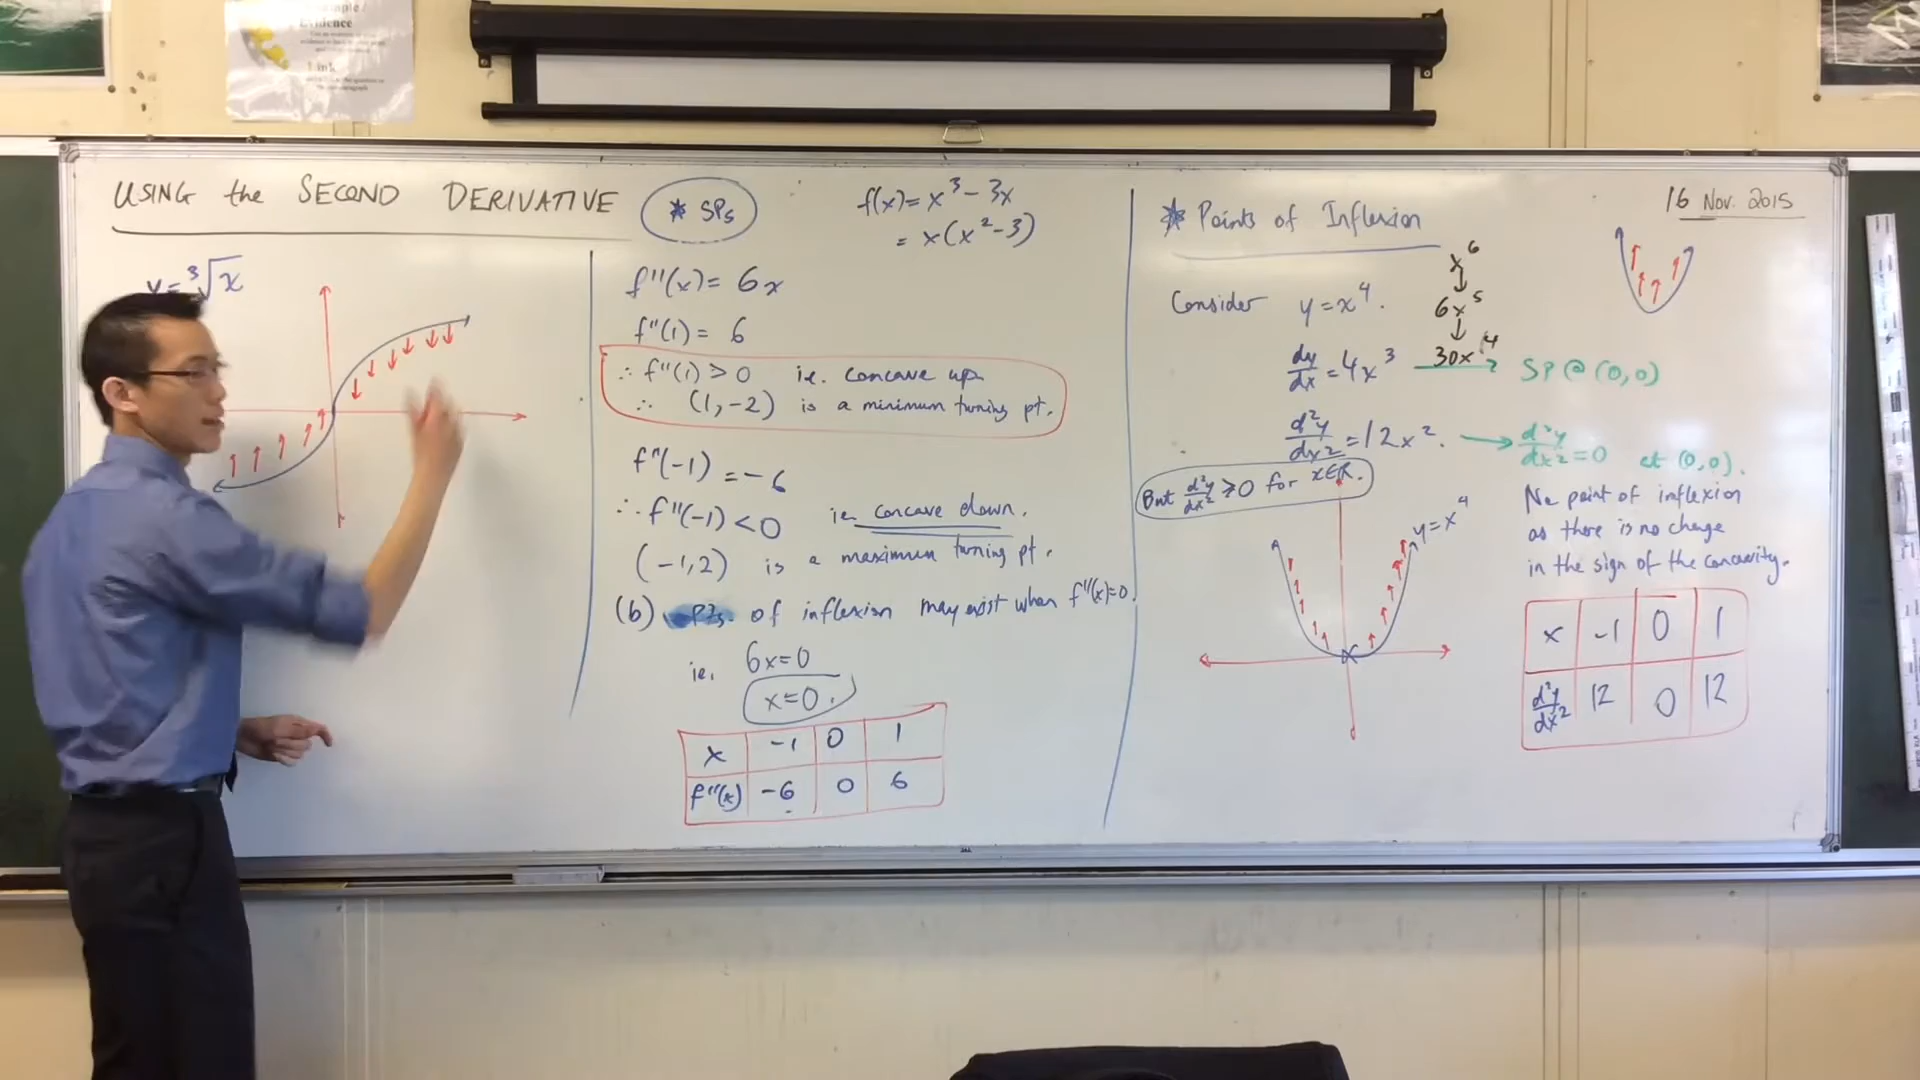 Evidence
Link
USING the SECOND DERIVATIVE
16 Nov. 2015
y = ³√x
* SPs
f(x) = x³ - 3x
= x(x² - 3)
f''(x) = 6x
f''(1) = 6
∴ f''(1) > 0 ie. concave up
∴ (1, -2) is a minimum turning pt.
f''(-1) = -6
∴ f''(-1) < 0 ie. concave down.
(-1, 2) is a maximum turning pt.
(b) of inflexion may exist when f''(x) = 0.
ie. 6x = 0
x = 0.
x -1 0 1
f''(x) -6 0 6
* Points of Inflexion
Consider y = x⁴.
x⁶
↓
6x⁵
↓
30x⁴
dy/dx = 4x³ → SP @ (0,0)
d²y/dx² = 12x². → d²y/dx² = 0 at (0,0).
But d²y/dx² ≥ 0 for x∈R.
No point of inflexion
as there is no change
in the sign of the concavity.
y = x⁴
x -1 0 1
d²y/dx² 12 0 12